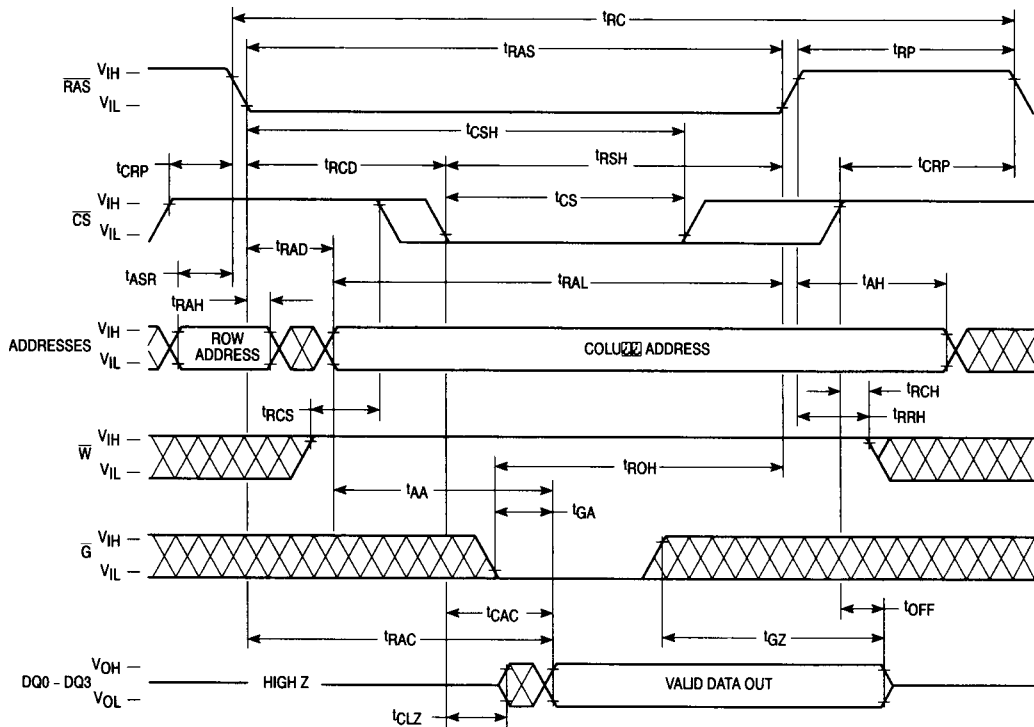 tRC
tRAS
tRP
RAS
VIH
VIL
tCSH
tCRP
tRCD
tRSH
tCRP
CS
VIH
VIL
tCS
tRAD
tASR
tRAL
tAH
tRAH
ADDRESSES
VIH
VIL
ROW
ADDRESS
ADDRESS
tRCS
tRCH
tRRH
W
VIH
VIL
tROH
tAA
tGA
G
VIH
VIL
tCAC
tOFF
tRAC
tGZ
DQ0 - DQ3
VOH
VOL
HIGH Z
VALID DATA OUT
tCLZ